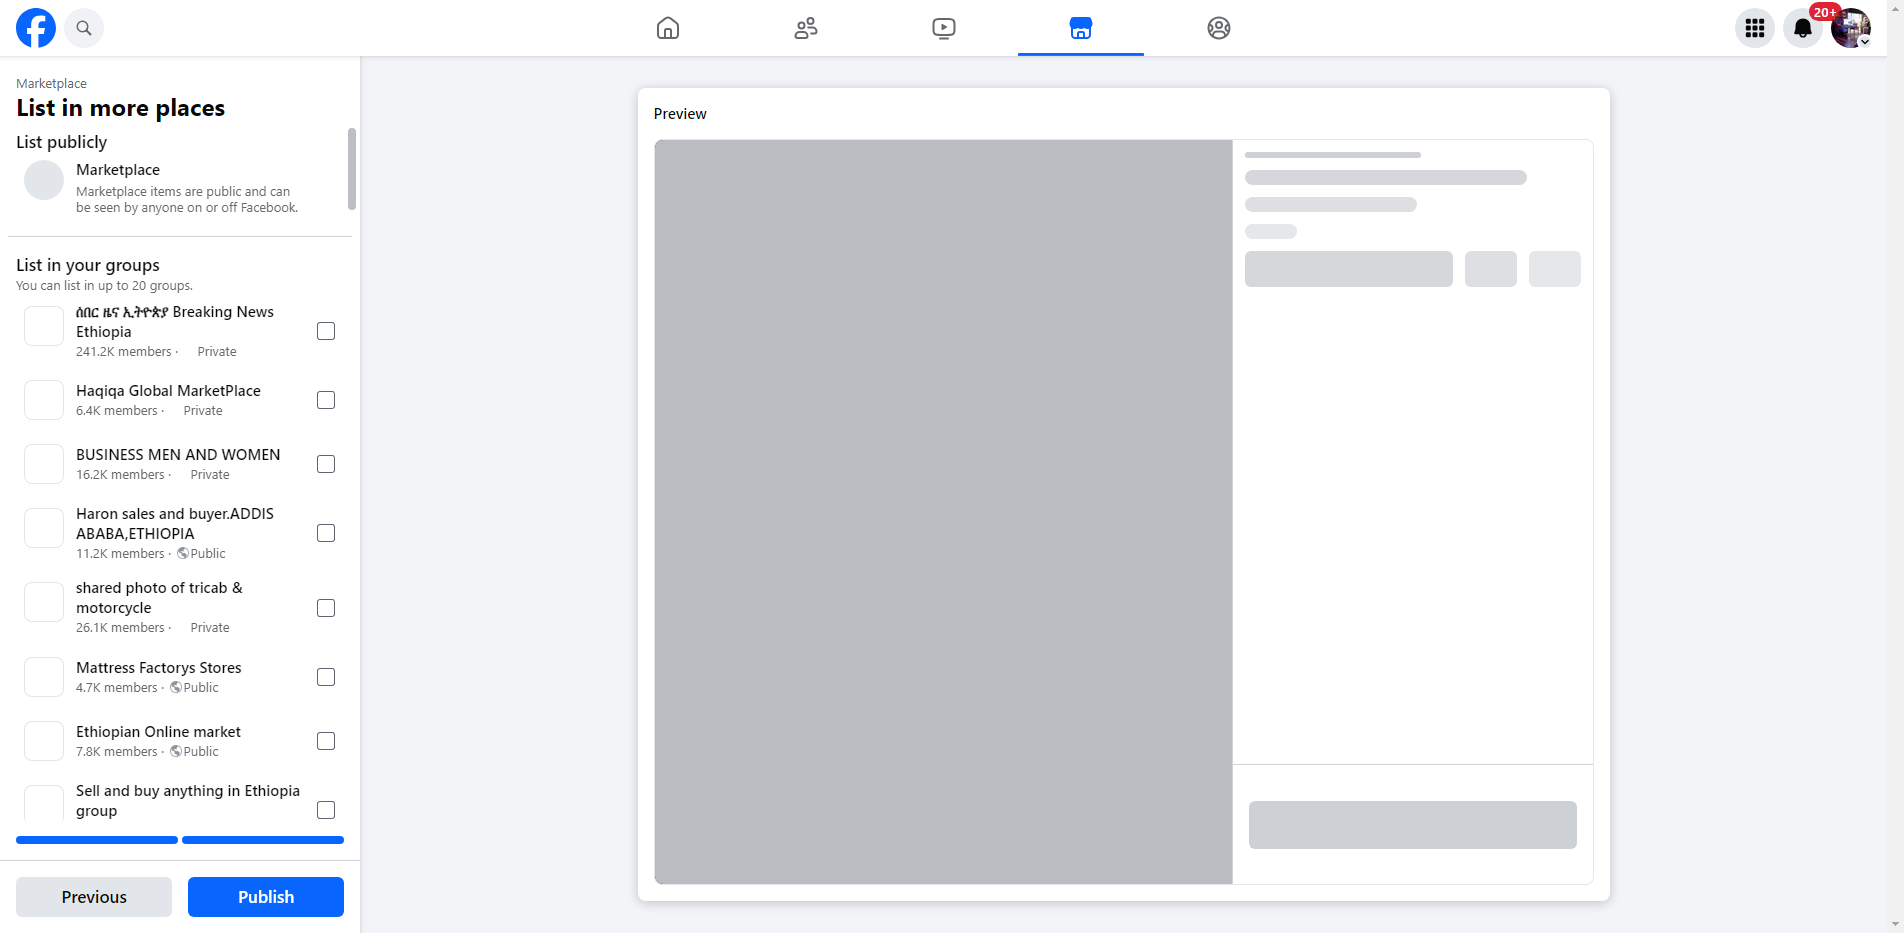 20+
Marketplace
List in more places
List publicly
Marketplace
Marketplace items are public and can
be seen by anyone on or off Facebook.
List in your groups
You can list in up to 20 groups.
ሰበር ዜና ኢትዮጵያ Breaking News
Ethiopia
241.2K members · Private
Haqiqa Global MarketPlace
6.4K members · Private
BUSINESS MEN AND WOMEN
16.2K members · Private
Haron sales and buyer.ADDIS
ABABA,ETHIOPIA
11.2K members · Public
shared photo of tricab &
motorcycle
26.1K members · Private
Mattress Factorys Stores
4.7K members · Public
Ethiopian Online market
7.8K members · Public
Sell and buy anything in Ethiopia
group
Previous
Publish
Preview